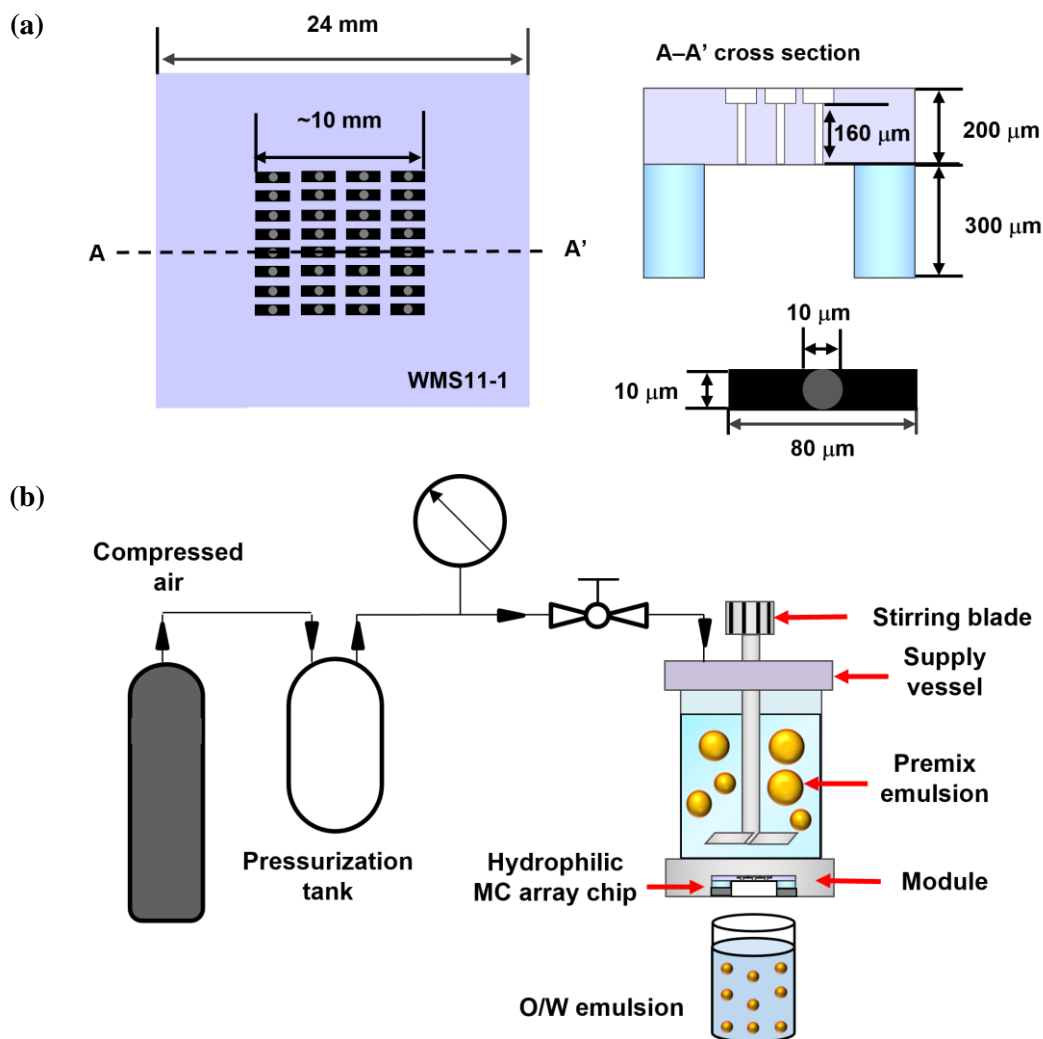 (a)
24 mm
~10 mm
A
A'
WMS11-1
A–A' cross section
160 μm
200 μm
300 μm
10 μm
10 μm
80 μm
(b)
Compressed
air
Pressurization
tank
Stirring blade
Supply
vessel
Premix
emulsion
Hydrophilic
MC array chip
Module
O/W emulsion